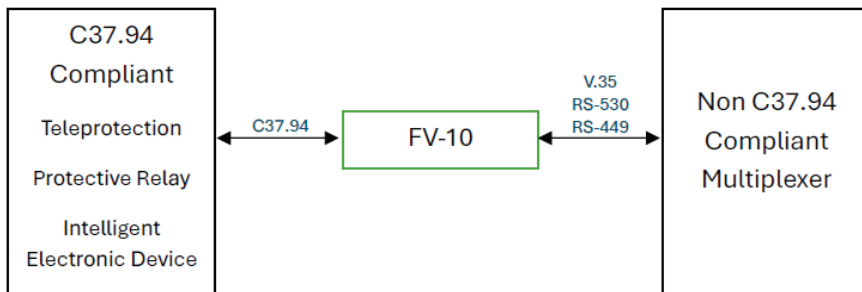 C37.94
Compliant
Teleprotection
Protective Relay
Intelligent
Electronic Device
C37.94
FV-10
V.35
RS-530
RS-449
Non C37.94
Compliant
Multiplexer